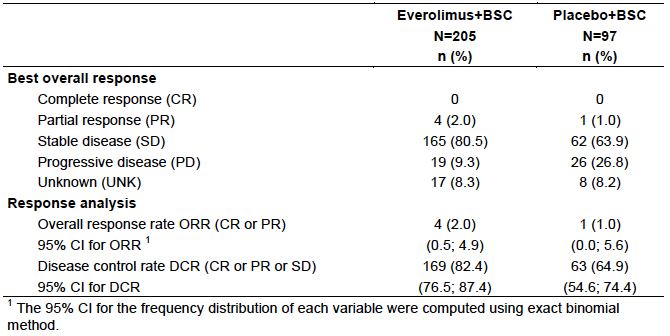 Everolimus+BSC Placebo+BSC
N=205 N=97
n (%) n (%)
Best overall response
Complete response (CR) 0 0
Partial response (PR) 4 (2.0) 1 (1.0)
Stable disease (SD) 165 (80.5) 62 (63.9)
Progressive disease (PD) 19 (9.3) 26 (26.8)
Unknown (UNK) 17 (8.3) 8 (8.2)
Response analysis
Overall response rate ORR (CR or PR) 4 (2.0) 1 (1.0)
95% CI for ORR 1 (0.5; 4.9) (0.0; 5.6)
Disease control rate DCR (CR or PR or SD) 169 (82.4) 63 (64.9)
95% CI for DCR (76.5; 87.4) (54.6; 74.4)
1 The 95% CI for the frequency distribution of each variable were computed using exact binomial
method.